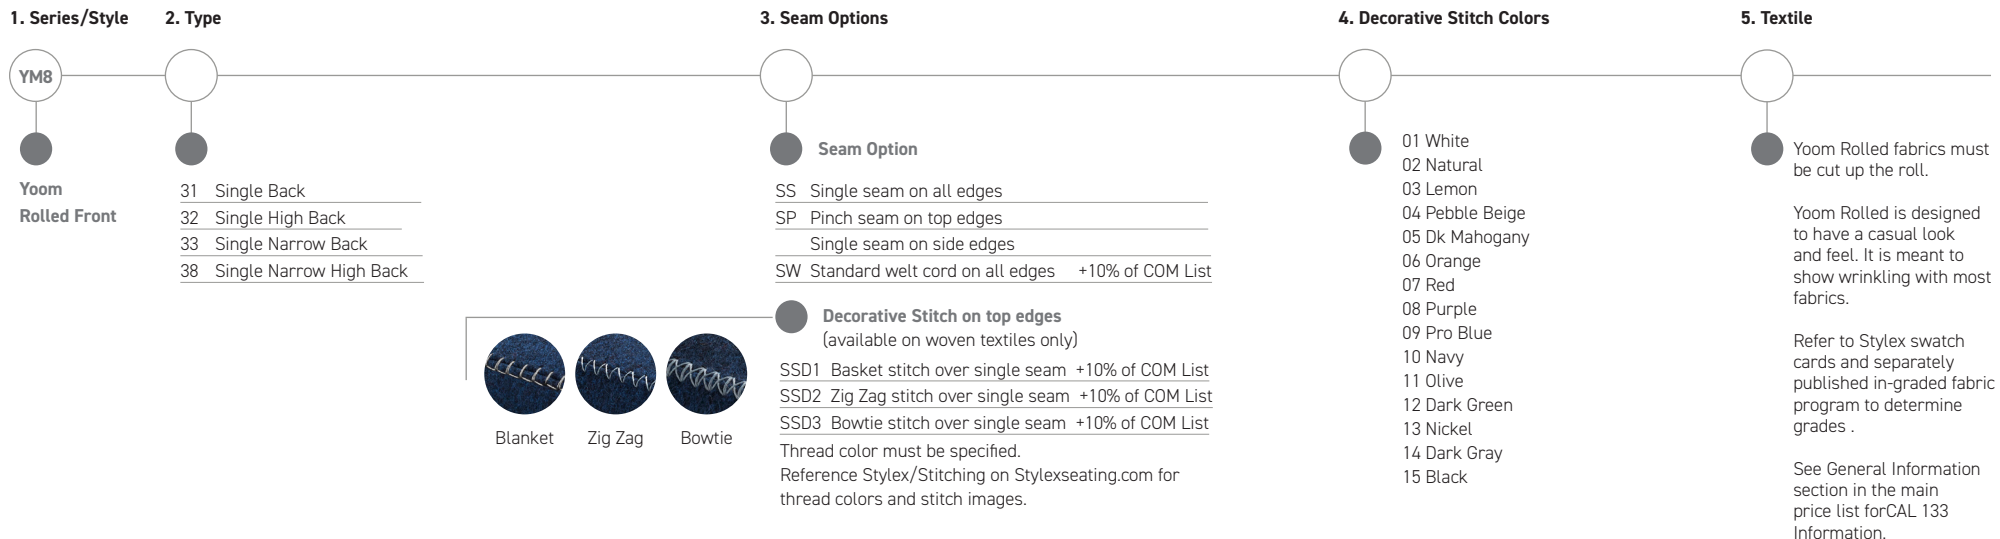 1. Series/Style
2. Type
3. Seam Options
4. Decorative Stitch Colors
5. Textile
YM8
Yoom
Rolled Front
31 Single Back
32 Single High Back
33 Single Narrow Back
38 Single Narrow High Back
Seam Option
SS Single seam on all edges
SP Pinch seam on top edges
Single seam on side edges
SW Standard welt cord on all edges +10% of COM List
Decorative Stitch on top edges
(available on woven textiles only)
Blanket
Zig Zag
Bowtie
SSD1 Basket stitch over single seam +10% of COM List
SSD2 Zig Zag stitch over single seam +10% of COM List
SSD3 Bowtie stitch over single seam +10% of COM List
Thread color must be specified.
Reference Stylex/Stitching on Stylexseating.com for
thread colors and stitch images.
01 White
02 Natural
03 Lemon
04 Pebble Beige
05 Dk Mahogany
06 Orange
07 Red
08 Purple
09 Pro Blue
10 Navy
11 Olive
12 Dark Green
13 Nickel
14 Dark Gray
15 Black
Yoom Rolled fabrics must
be cut up the roll.
Yoom Rolled is designed
to have a casual look
and feel. It is meant to
show wrinkling with most
fabrics.
Refer to Stylex swatch
cards and separately
published in-graded fabric
program to determine
grades .
See General Information
section in the main
price list forCAL 133
Information.